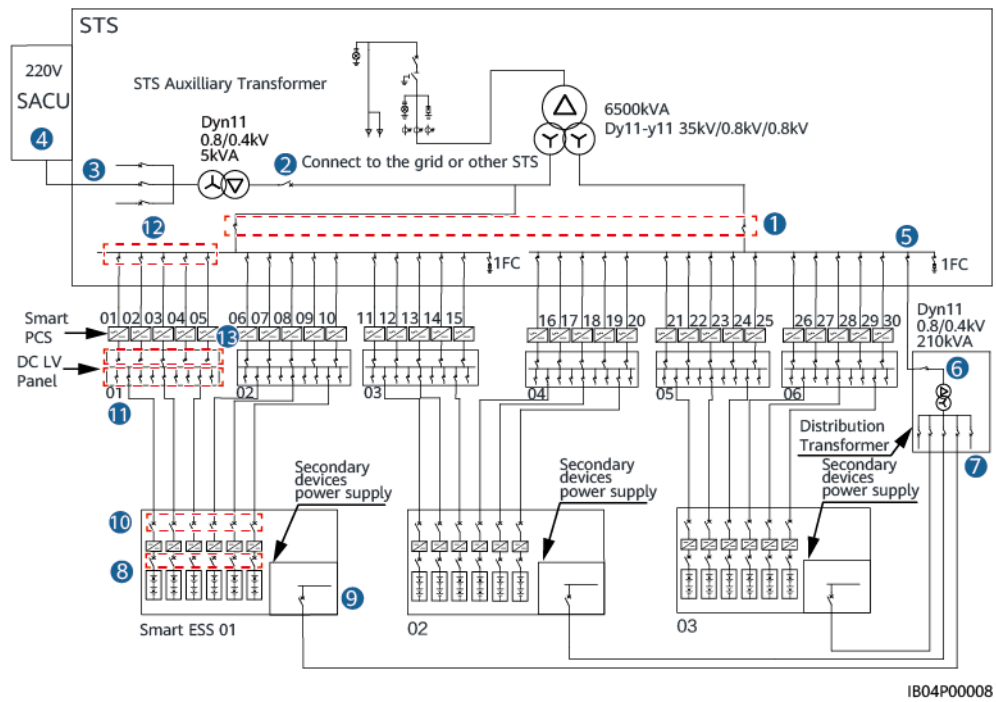 STS
220V
SACU
4
STS Auxilliary Transformer
Dyn11
0.8/0.4kV
5kVA
3
2
Connect to the grid or other STS
6500kVA
Dy11-y11 35kV/0.8kV/0.8kV
1
12
5
1FC
1FC
Smart
PCS
01 02 03 04 05
13
06 07 08 09 10
11 12 13 14 15
16 17 18 19 20
21 22 23 24 25
26 27 28 29 30
Dyn11
0.8/0.4kV
210kVA
DC LV
Panel
01
02
03
04
05
06
6
11
Distribution
Transformer
7
Secondary
devices
power supply
Secondary
devices
power supply
Secondary
devices
power supply
10
8
9
Smart ESS 01
02
03
IB04P00008